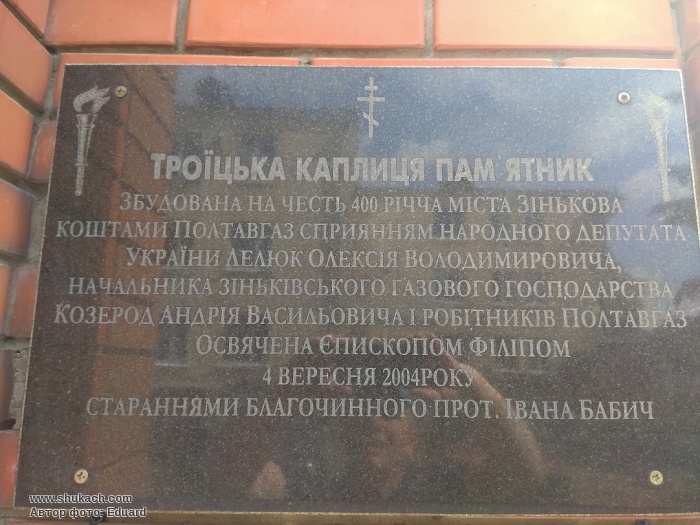 ТРОЇЦЬКА КАПЛИЦЯ ПАМ'ЯТНИК
ЗБУДОВАНА НА ЧЕСТЬ 400 РІЧЧА МІСТА ЗІНЬКОВА
КОШТАМИ ПОЛТАВГАЗ СПРИЯННЯМ НАРОДНОГО ДЕПУТАТА
УКРАЇНИ ЛЕЛЮК ОЛЕКСІЯ ВОЛОДИМИРОВИЧА,
НАЧАЛЬНИКА ЗІНЬКІВСЬКОГО ГАЗОВОГО ГОСПОДАРСТВА
КОЗЕРОД АНДРІЯ ВАСИЛЬОВИЧА І РОБІТНИКІВ ПОЛТАВГАЗ
ОСВЯЧЕНА ЄПИСКОПОМ ФІЛІПОМ
4 ВЕРЕСНЯ 2004РОКУ
СТАРАННЯМИ БЛАГОЧИННОГО ПРОТ. ІВАНА БАБИЧ
www.shukach.com
Автор фото: Eduard